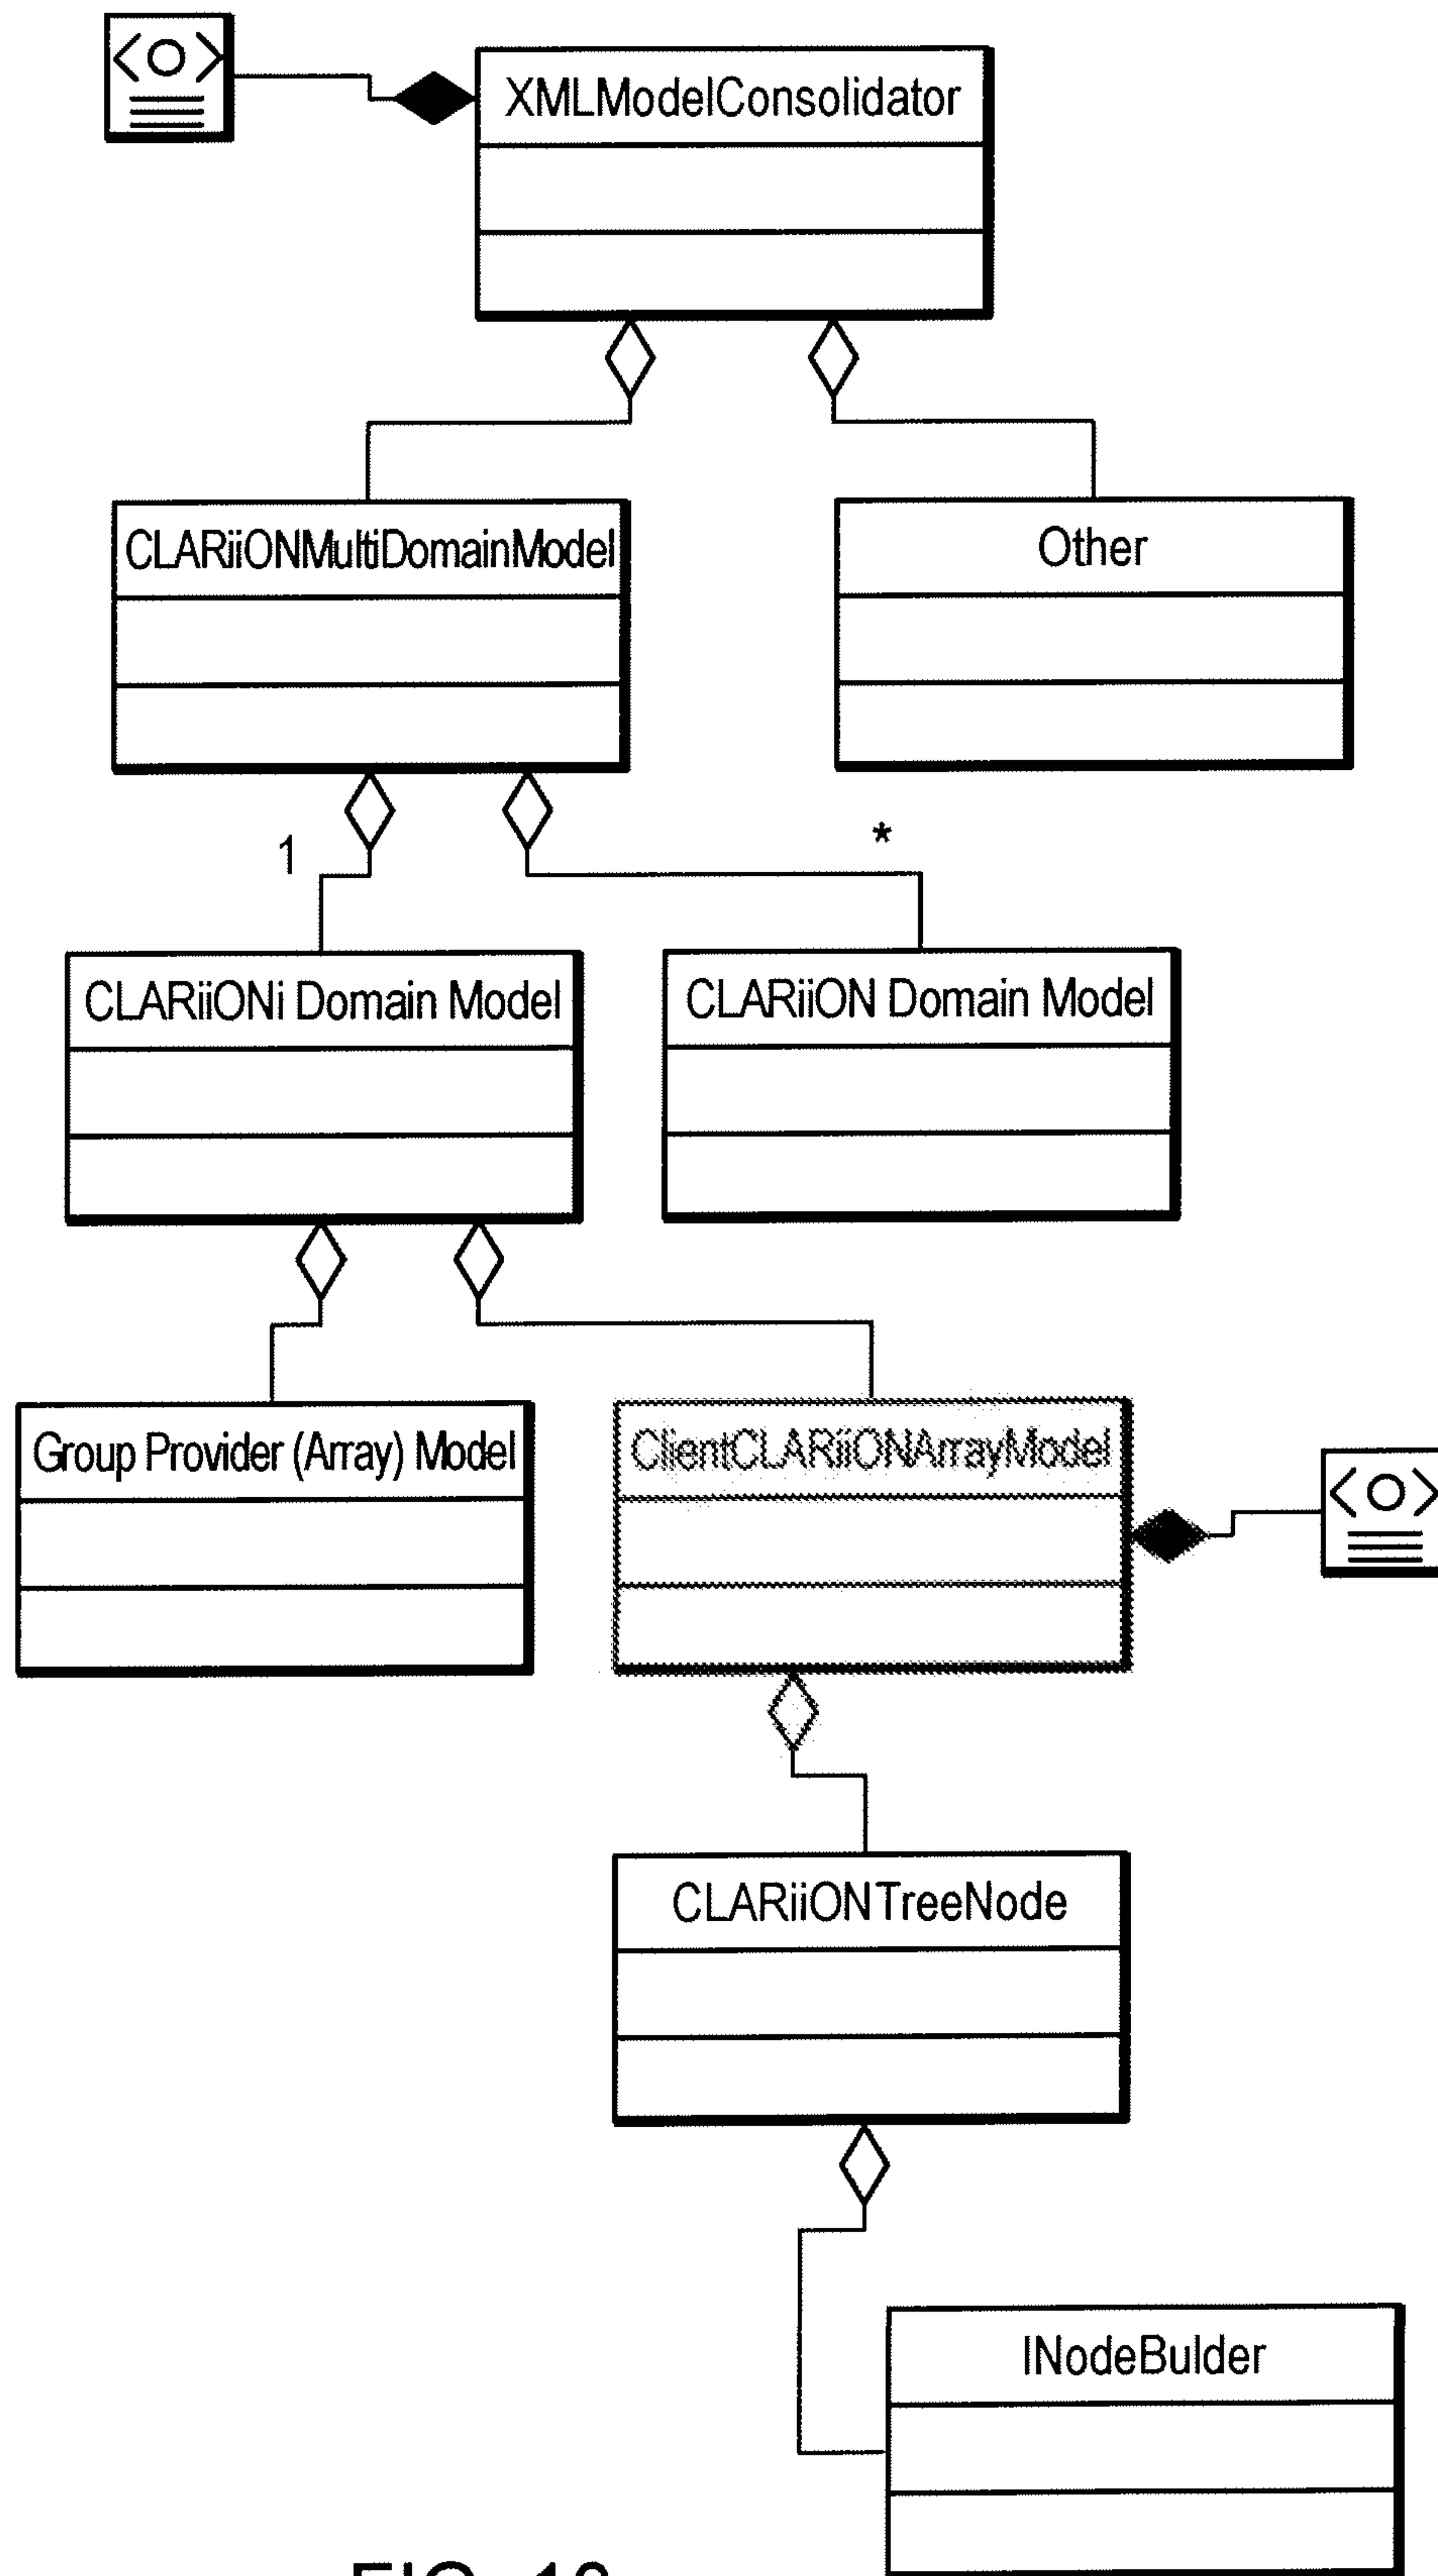 <O>
XMLModelConsolidator
CLARiiONMultiDomainModel
Other
1
*
CLARiiONi Domain Model
CLARiiON Domain Model
Group Provider (Array) Model
ClientCLARiiONArrayModel
<O>
CLARiiONTreeNode
INodeBulder